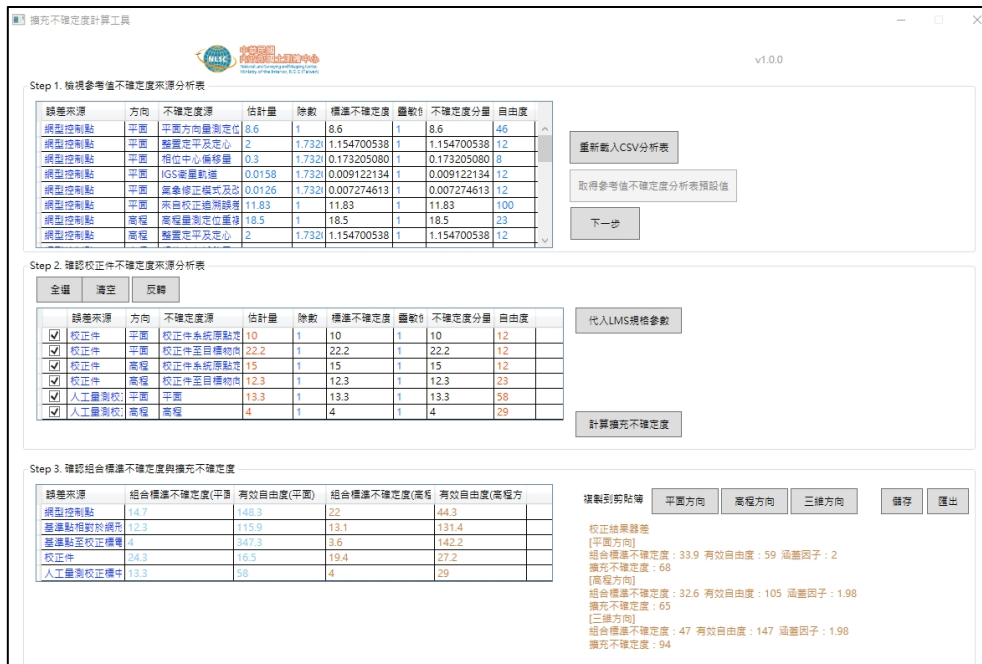 擴充不確定度計算工具
NLSC
v1.0.0
Step 1. 檢視參考值不確定度來源分析表
誤差來源 方向 不確定度源 估計量 除數 標準不確定度 靈敏 不確定度分量 自由度
網型控制點 平面 平面方向量測定位 8.6 1 8.6 1 8.6 46
網型控制點 平面 整置定平及定心 2 1.732 1.154700538 1 1.154700538 12
網型控制點 平面 相位中心偏移量 0.3 1.732 0.173205080 1 0.173205080 8
網型控制點 平面 IGS衛星軌道 0.0158 1.732 0.009122134 1 0.009122134 12
網型控制點 平面 氣象修正模式及改 0.0126 1.732 0.007274613 1 0.007274613 12
網型控制點 平面 來自校正追溯誤差 11.83 1 11.83 1 11.83 100
網型控制點 高程 高程量測定位重複 18.5 1 18.5 1 18.5 23
網型控制點 高程 整置定平及定心 2 1.732 1.154700538 1 1.154700538 12
重新載入CSV分析表
取得參考值不確定度分析表預設值
下一步
Step 2. 確認校正件不確定度來源分析表
全選 清空 反轉
誤差來源 方向 不確定度源 估計量 除數 標準不確定度 靈敏 不確定度分量 自由度
校正件 平面 校正件系統原點定 10 1 10 1 10 12
校正件 平面 校正件至目標物向 22.2 1 22.2 1 22.2 12
校正件 高程 校正件系統原點定 15 1 15 1 15 12
校正件 高程 校正件至目標物向 12.3 1 12.3 1 12.3 23
人工量測校 平面 平面 13.3 1 13.3 1 13.3 58
人工量測校 高程 高程 4 1 4 1 4 29
代入LMS規格參數
計算擴充不確定度
Step 3. 確認組合標準不確定度與擴充不確定度
誤差來源 組合標準不確定度(平面 有效自由度(平面) 組合標準不確定度(高程 有效自由度(高程方
網型控制點 14.7 148.3 22 44.3
基準點相對於網形 12.3 115.9 13.1 131.4
基準點至校正標 4 347.3 3.6 142.2
校正件 24.3 16.5 19.4 27.2
人工量測校正標中 13.3 58 4 29
複製到剪貼簿 平面方向 高程方向 三維方向 儲存 匯出
校正結果器差
[平面方向]
組合標準不確定度：33.9 有效自由度：59 涵蓋因子：2
擴充不確定度：68
[高程方向]
組合標準不確定度：32.6 有效自由度：105 涵蓋因子：1.98
擴充不確定度：65
[三維方向]
組合標準不確定度：47 有效自由度：147 涵蓋因子：1.98
擴充不確定度：94